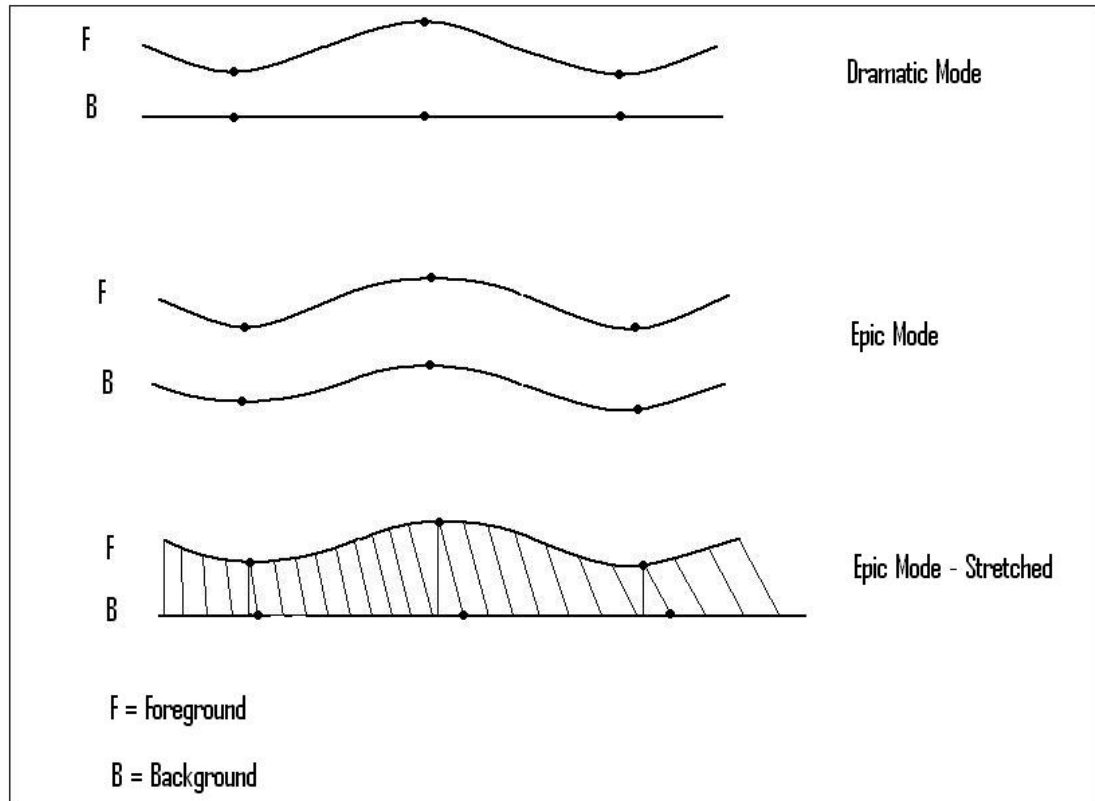 F
Dramatic Mode
B
F
Epic Mode
B
F
Epic Mode - Stretched
B
F = Foreground
B = Background